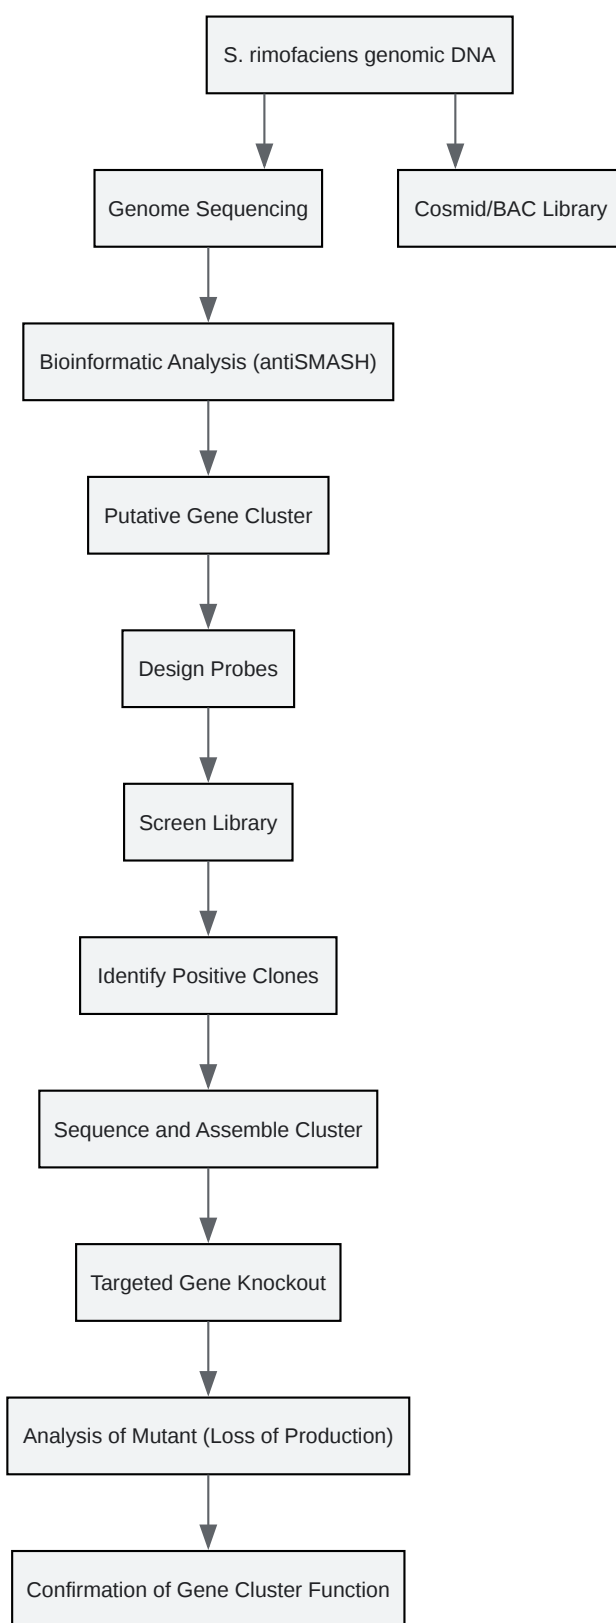 S. rimofaciens genomic DNA
Genome Sequencing
Cosmid/BAC Library
Bioinformatic Analysis (antiSMASH)
Putative Gene Cluster
Design Probes
Screen Library
Identify Positive Clones
Sequence and Assemble Cluster
Targeted Gene Knockout
Analysis of Mutant (Loss of Production)
Confirmation of Gene Cluster Function